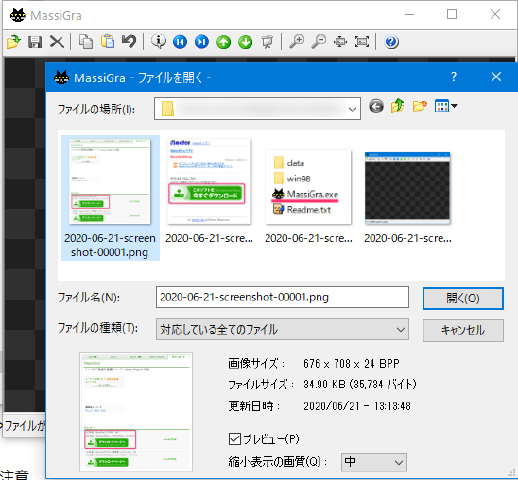 MassiGra
MassiGra - ファイルを開く -
ファイルの場所(I):
data
win98
MassiGra.exe
Readme.txt
2020-06-21-screen
shot-00001.png
2020-06-21-scre...
2020-06-21-scre...
2020-06-21-scre...
ファイル名(N):
2020-06-21-screenshot-00001.png
開く(O)
ファイルの種類(T):
対応している全てのファイル
キャンセル
画像サイズ : 676 x 708 x 24 BPP
ファイルサイズ : 34.90 KB (35,734 バイト)
更新日時 : 2020/06/21 - 13:13:48
プレビュー(P)
縮小表示の画質(Q) :
中
ファイルが
注意